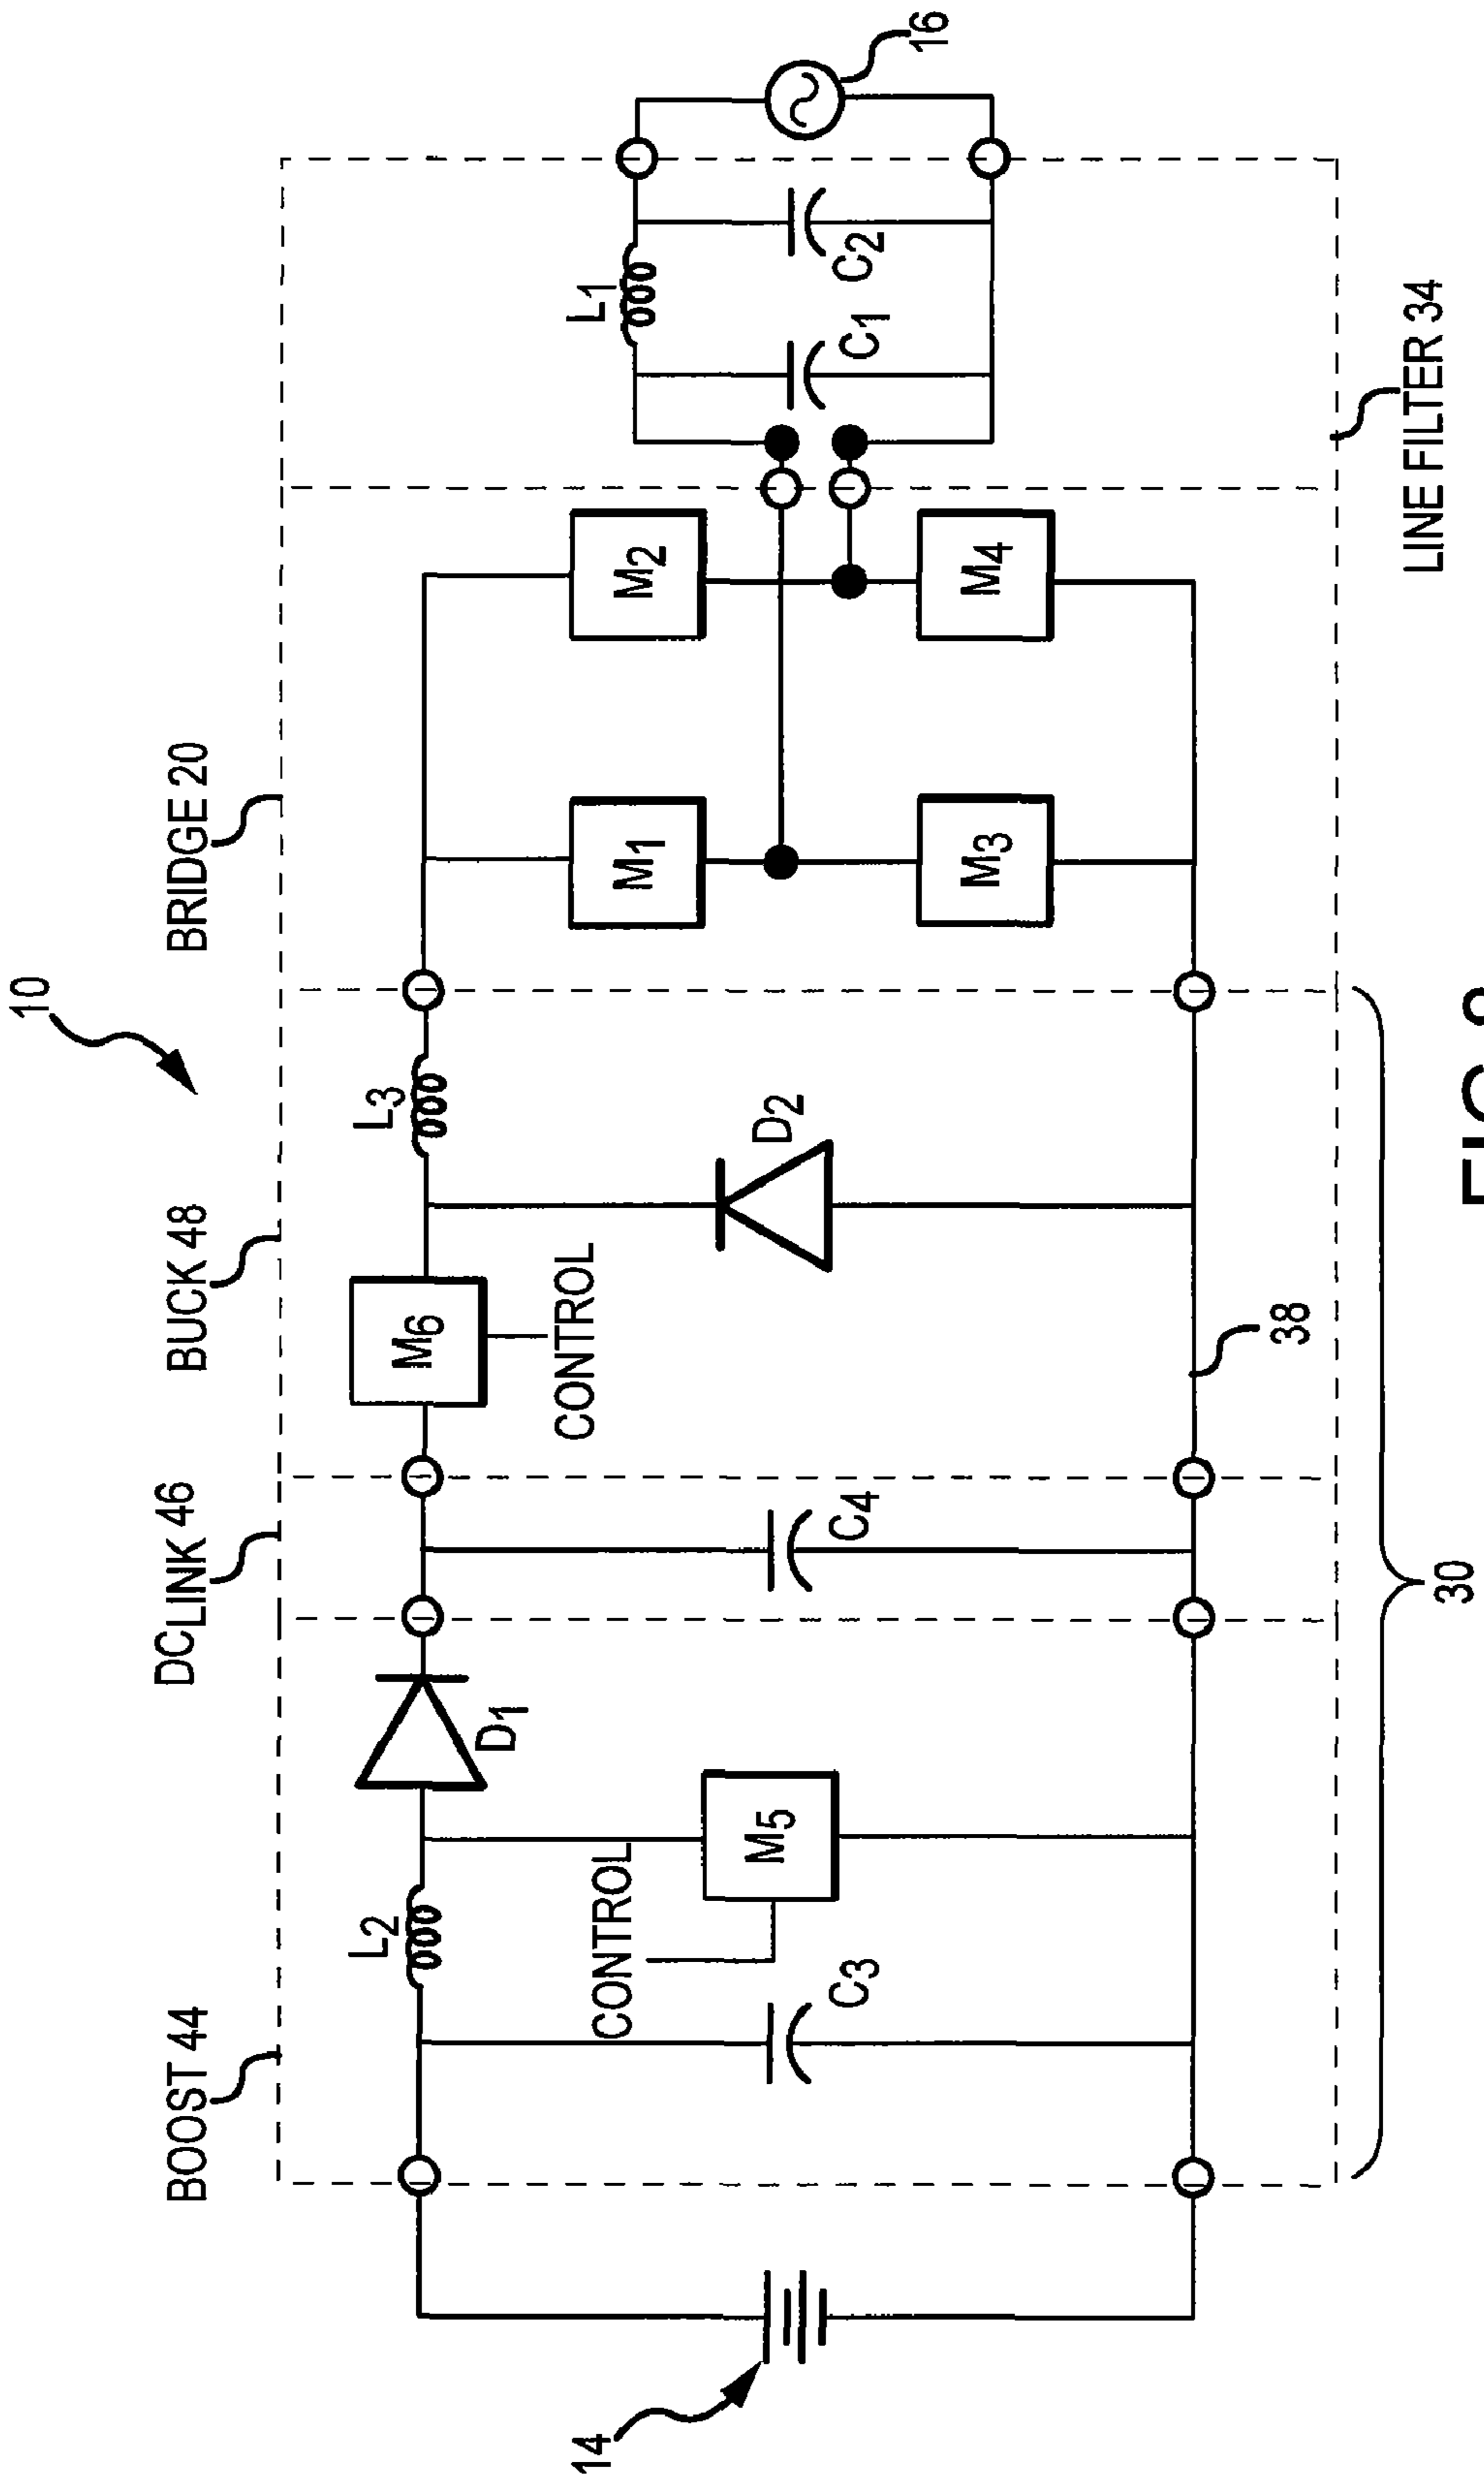 10
BOOST 44
DCLINK 46
BUCK 48
BRIDGE 20
L2
D1
M6
L3
CONTROL
CONTROL
M5
C3
C4
D2
M1
M2
M3
M4
L1
C1
C2
14
16
38
30
LINE FILTER 34